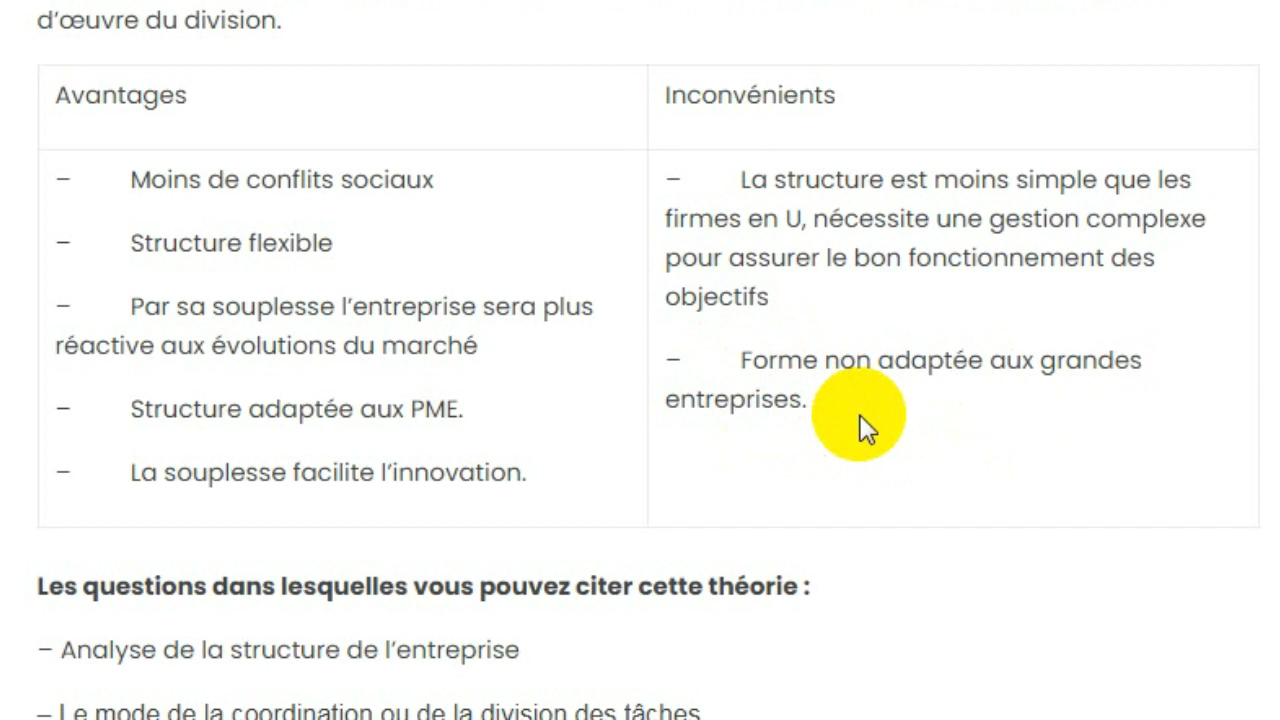 d’œuvre du division.
Avantages
Inconvénients
– Moins de conflits sociaux
– Structure flexible
– Par sa souplesse l’entreprise sera plus
réactive aux évolutions du marché
– Structure adaptée aux PME.
– La souplesse facilite l’innovation.
– La structure est moins simple que les
firmes en U, nécessite une gestion complexe
pour assurer le bon fonctionnement des
objectifs
– Forme non adaptée aux grandes
entreprises.
Les questions dans lesquelles vous pouvez citer cette théorie :
– Analyse de la structure de l’entreprise
– Le mode de la coordination ou de la division des tâches